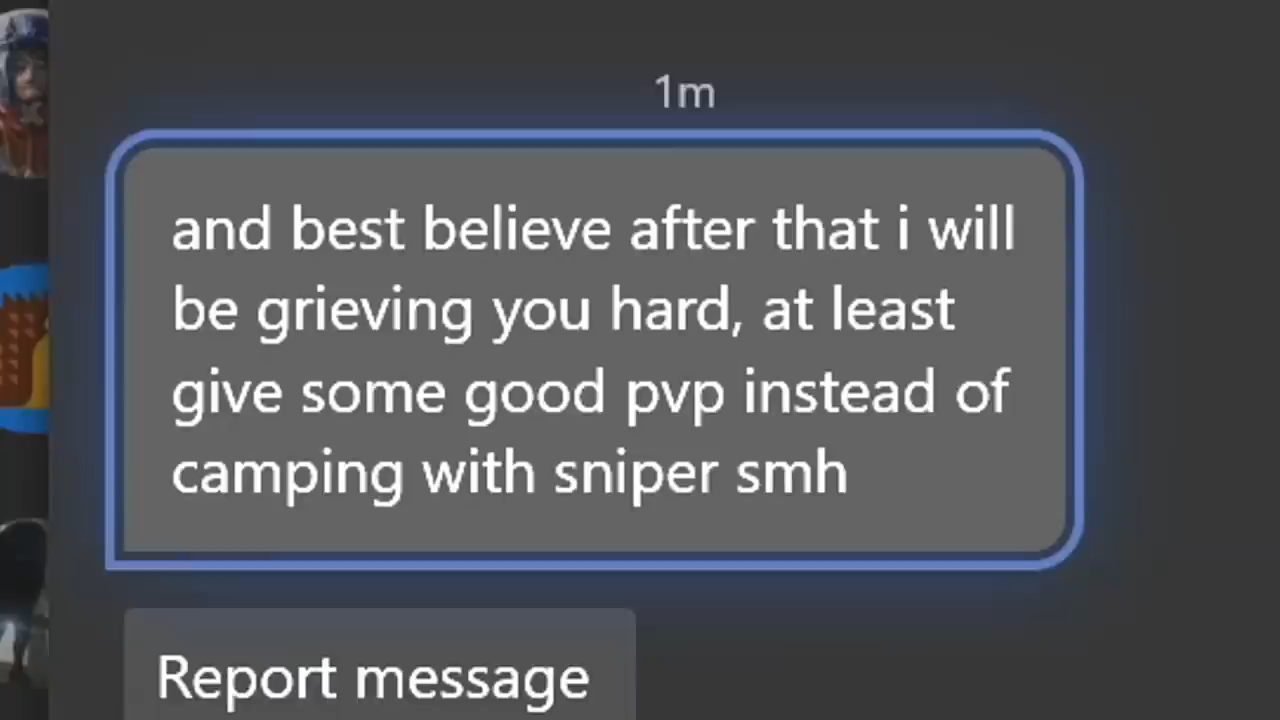 1m
and best believe after that i will
be grieving you hard, at least
give some good pvp instead of
camping with sniper smh
Report message